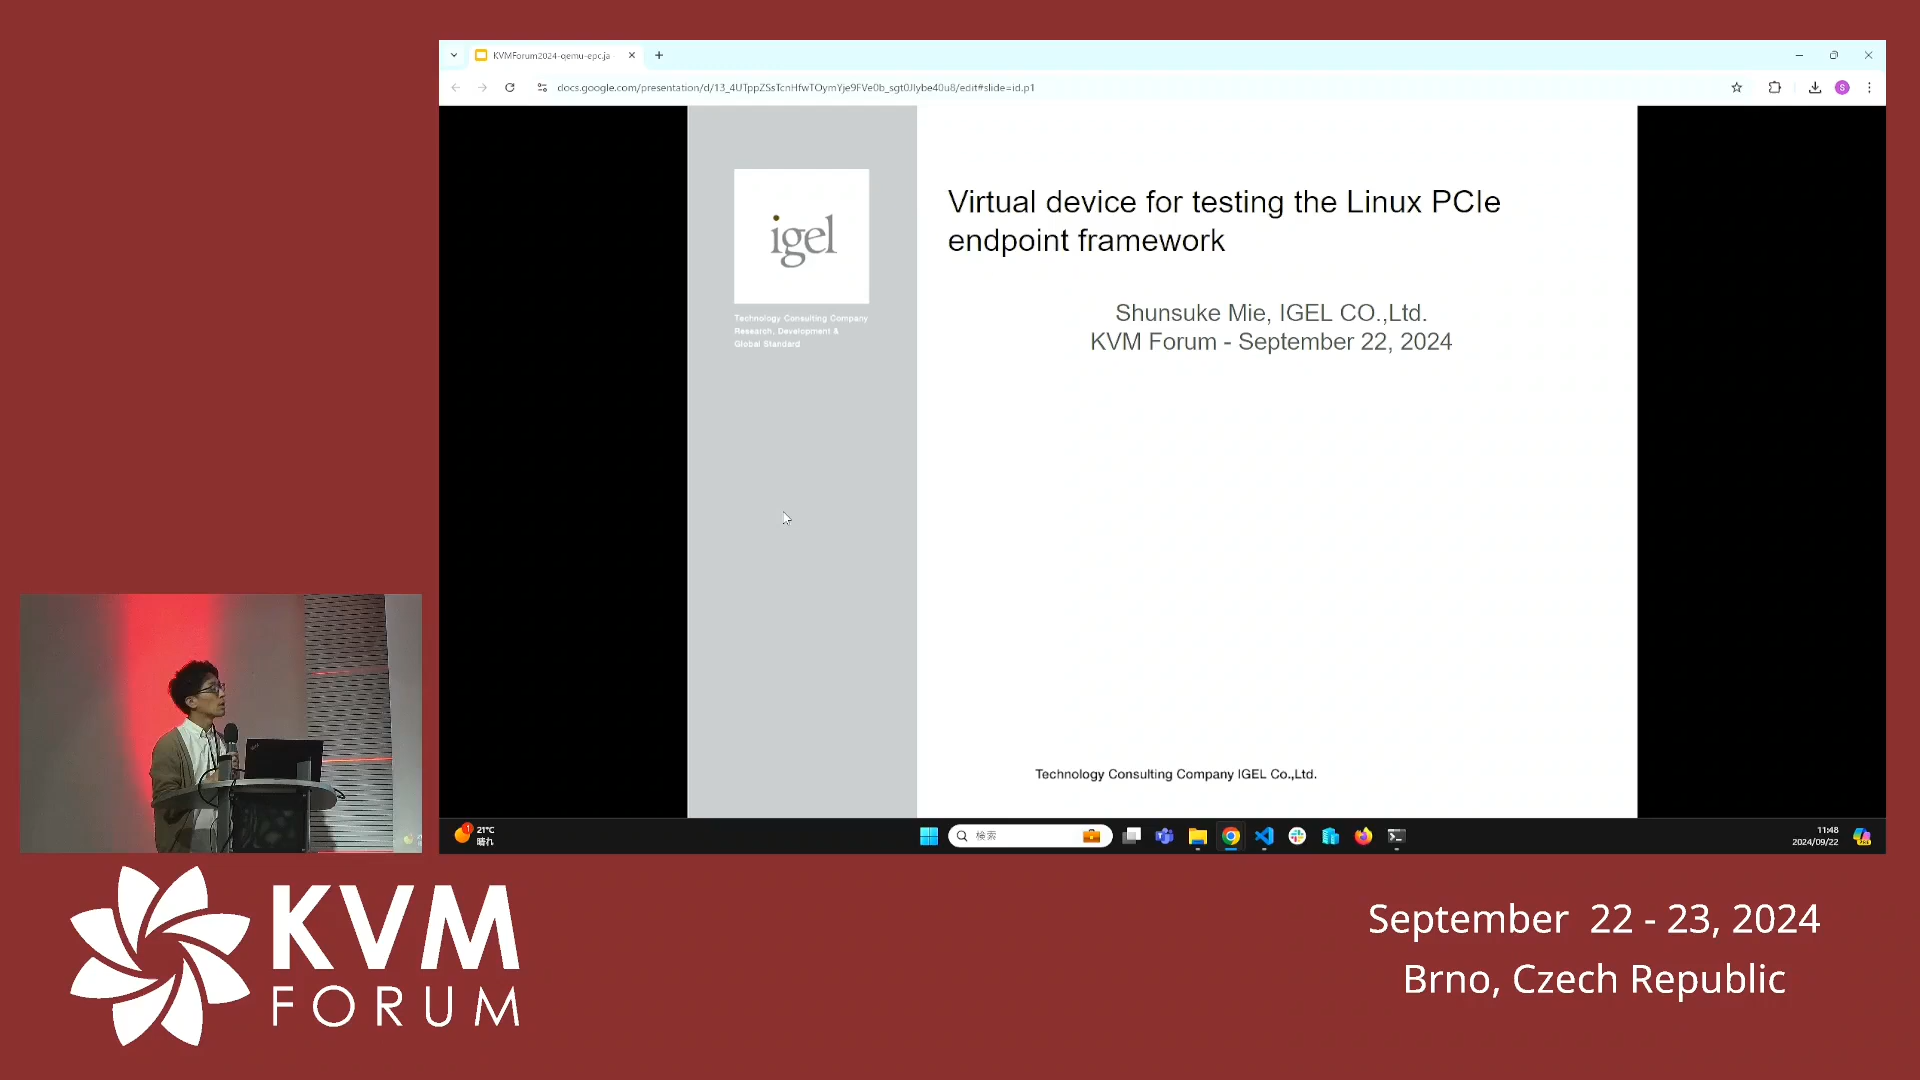 KVMForum2024-qemu-epc.ja
docs.google.com/presentation/d/13_4UTppZSsTcnHfwTOymYje9FVe0b_sgt0JIybe40u8/edit#slide=id.p1
S
igel
Technology Consulting Company
Research, Development &
Global Standard
Virtual device for testing the Linux PCIe
endpoint framework
Shunsuke Mie, IGEL CO.,Ltd.
KVM Forum - September 22, 2024
Technology Consulting Company IGEL Co.,Ltd.
1
21°C
晴れ
検索
11:48
2024/09/22
KVM
FORUM
September 22 - 23, 2024
Brno, Czech Republic